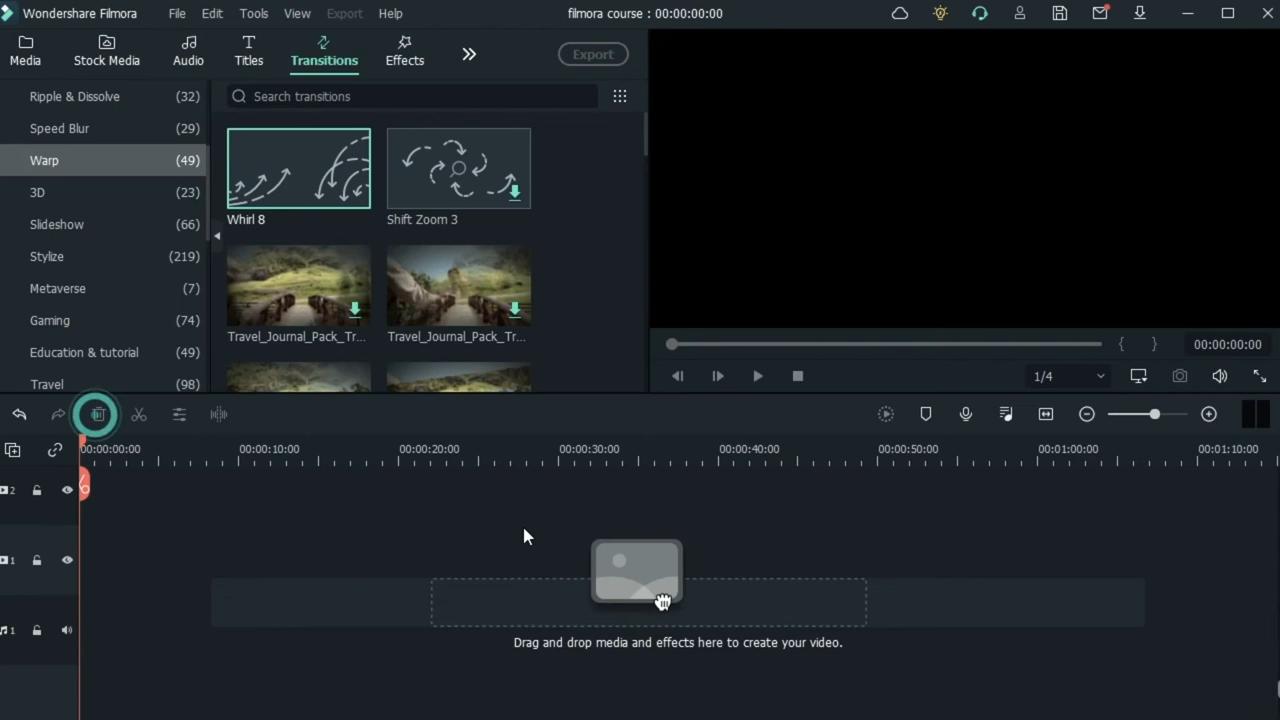 Wondershare Filmora File Edit Tools View Export Help filmora course : 00:00:00:00
Media Stock Media Audio Titles Transitions Effects Export
Ripple & Dissolve (32)
Speed Blur (29)
Warp (49)
3D (23)
Slideshow (66)
Stylize (219)
Metaverse (7)
Gaming (74)
Education & tutorial (49)
Travel (98)
Search transitions
Whirl 8 Shift Zoom 3
Travel_Journal_Pack_Tr... Travel_Journal_Pack_Tr...
00:00:00:00
1/4
00:00:00:00 00:00:10:00 00:00:20:00 00:00:30:00 00:00:40:00 00:00:50:00 00:01:00:00 00:01:10:00
2
1
1
Drag and drop media and effects here to create your video.